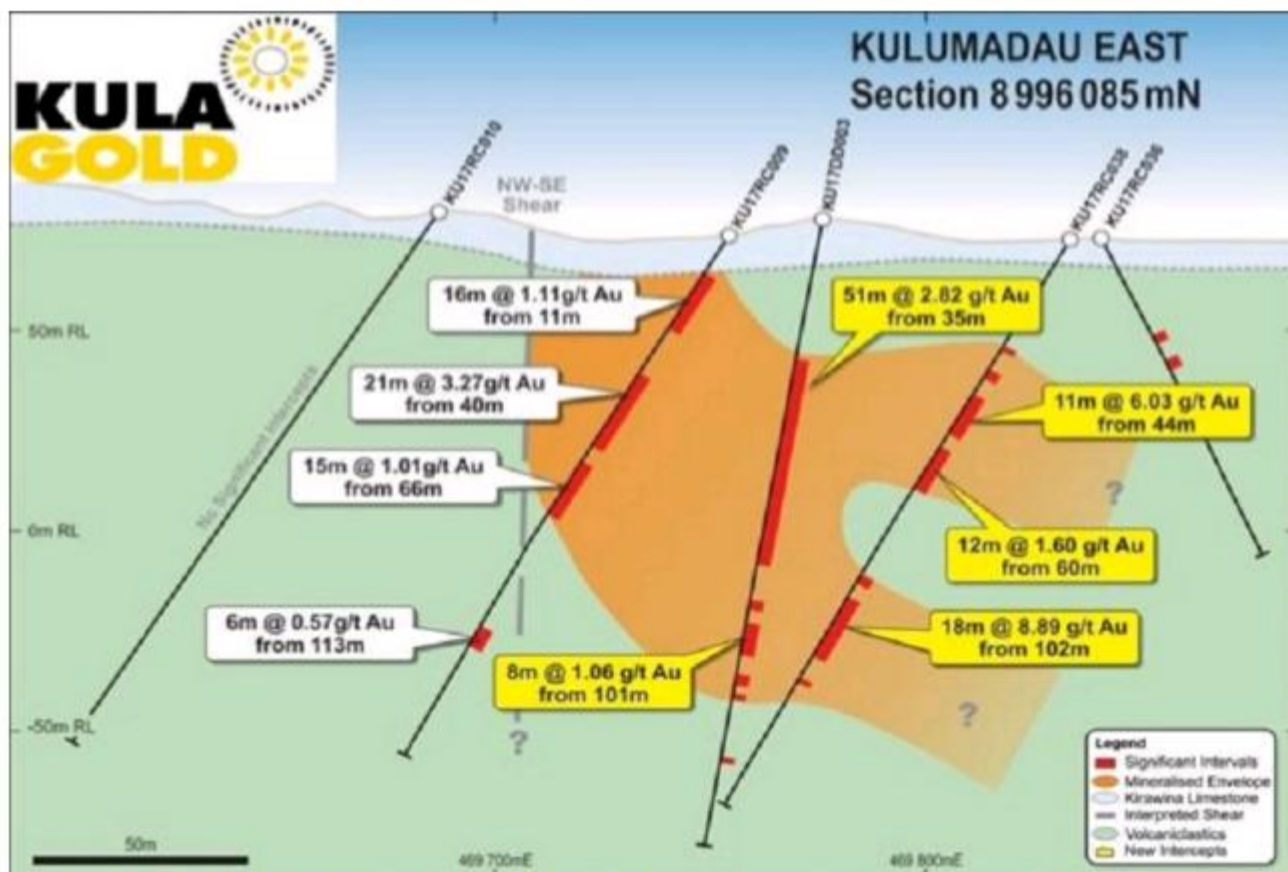 KULA
GOLD
KULUMADAU EAST
Section 8 996 085 mN
KU17RC010
NW-SE
Shear
KU17RC009
KU17DD003
KU17RC038
KU17RC036
16m @ 1.11g/t Au
from 11m
51m @ 2.82 g/t Au
from 35m
50m RL
21m @ 3.27g/t Au
from 40m
11m @ 6.03 g/t Au
from 44m
No Significant Intercepts
15m @ 1.01g/t Au
from 66m
?
0m RL
12m @ 1.60 g/t Au
from 60m
6m @ 0.57g/t Au
from 113m
18m @ 8.89 g/t Au
from 102m
8m @ 1.06 g/t Au
from 101m
-50m RL
?
?
Legend
Significant Intervals
Mineralised Envelope
Kirawina Limestone
Interpreted Shear
Volcaniclastics
New Intercepts
50m
469 700mE
469 800mE